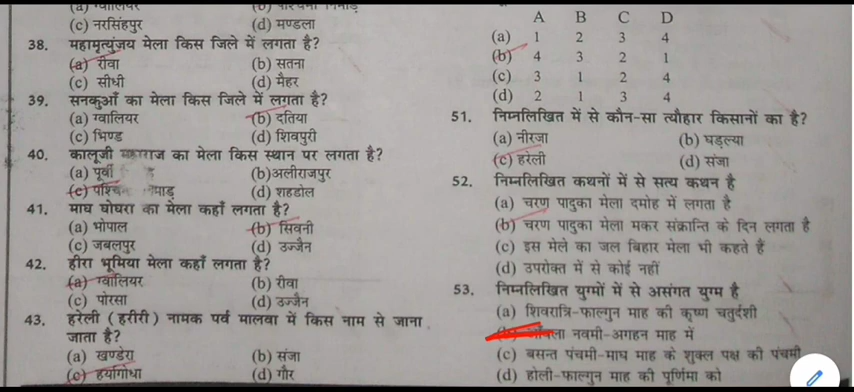 (a) ग्वालियर
(c) नरसिंहपुर (d) मण्डला
38. महामृत्युंजय मेला किस जिले में लगता है?
(a) रीवा (b) सतना
(c) सीधी (d) मैहर
39. सनकुआँ का मेला किस जिले में लगता है?
(a) ग्वालियर (b) दतिया
(c) भिण्ड (d) शिवपुरी
40. कालूजी महाराज का मेला किस स्थान पर लगता है?
(a) पूर्वी (b) अलीराजपुर
(c) (d) शहडोल
41. माघ घोघरा का मेला कहाँ लगता है?
(a) भोपाल (b) सिवनी
(c) जबलपुर (d) उज्जैन
42. हीरा भूमिया मेला कहाँ लगता है?
(a) ग्वालियर (b) रीवा
(c) पोरसा (d) उज्जैन
43. हरेली (हरीरी) नामक पर्व मालवा में किस नाम से जाना
जाता है?
(a) खण्डेरा (b) संजा
(c) हर्यागोधा (d) गौर
A B C D
(a) 1 2 3 4
(b) 4 3 2 1
(c) 3 1 2 4
(d) 2 1 3 4
51. निम्नलिखित में से कौन-सा त्यौहार किसानों का है?
(a) नीरजा (b) घड़ल्या
(c) हरेली (d) संजा
52. निम्नलिखित कथनों में से सत्य कथन है
(a) चरण पादुका मेला दमोह में लगता है
(b) चरण पादुका मेला मकर संक्रान्ति के दिन लगता है
(c) इस मेले का जल बिहार मेला भी कहते हैं
(d) उपरोक्त में से कोई नहीं
53. निम्नलिखित युग्मों में से असंगत युग्म है
(a) शिवरात्रि-फाल्गुन माह की कृष्ण चतुर्दशी
नवमी-अगहन माह में
(c) बसन्त पंचमी-माघ माह के शुक्ल पक्ष की पंचमी
(d) होली-फाल्गुन माह की पूर्णिमा को